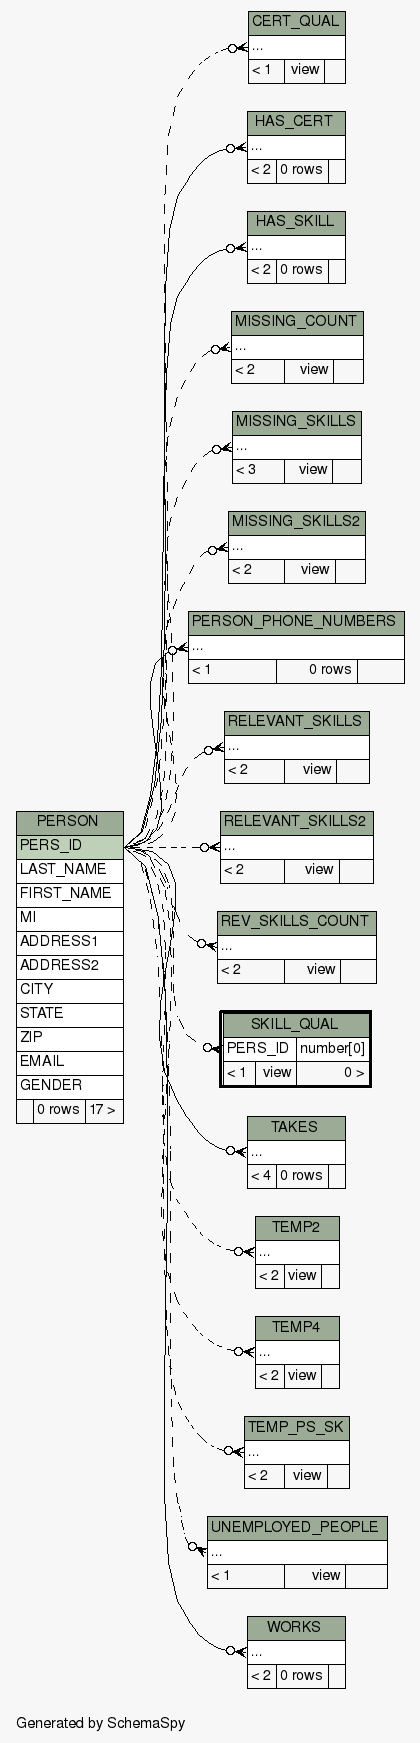 CERT_QUAL
...
< 1 view
HAS_CERT
...
< 2 0 rows
HAS_SKILL
...
< 2 0 rows
MISSING_COUNT
...
< 2 view
MISSING_SKILLS
...
< 3 view
MISSING_SKILLS2
...
< 2 view
PERSON_PHONE_NUMBERS
...
< 1 0 rows
RELEVANT_SKILLS
...
< 2 view
PERSON
PERS_ID
LAST_NAME
FIRST_NAME
MI
ADDRESS1
ADDRESS2
CITY
STATE
ZIP
EMAIL
GENDER
0 rows 17 >
RELEVANT_SKILLS2
...
< 2 view
REV_SKILLS_COUNT
...
< 2 view
SKILL_QUAL
PERS_ID number[0]
< 1 view 0 >
TAKES
...
< 4 0 rows
TEMP2
...
< 2 view
TEMP4
...
< 2 view
TEMP_PS_SK
...
< 2 view
UNEMPLOYED_PEOPLE
...
< 1 view
WORKS
...
< 2 0 rows
Generated by SchemaSpy